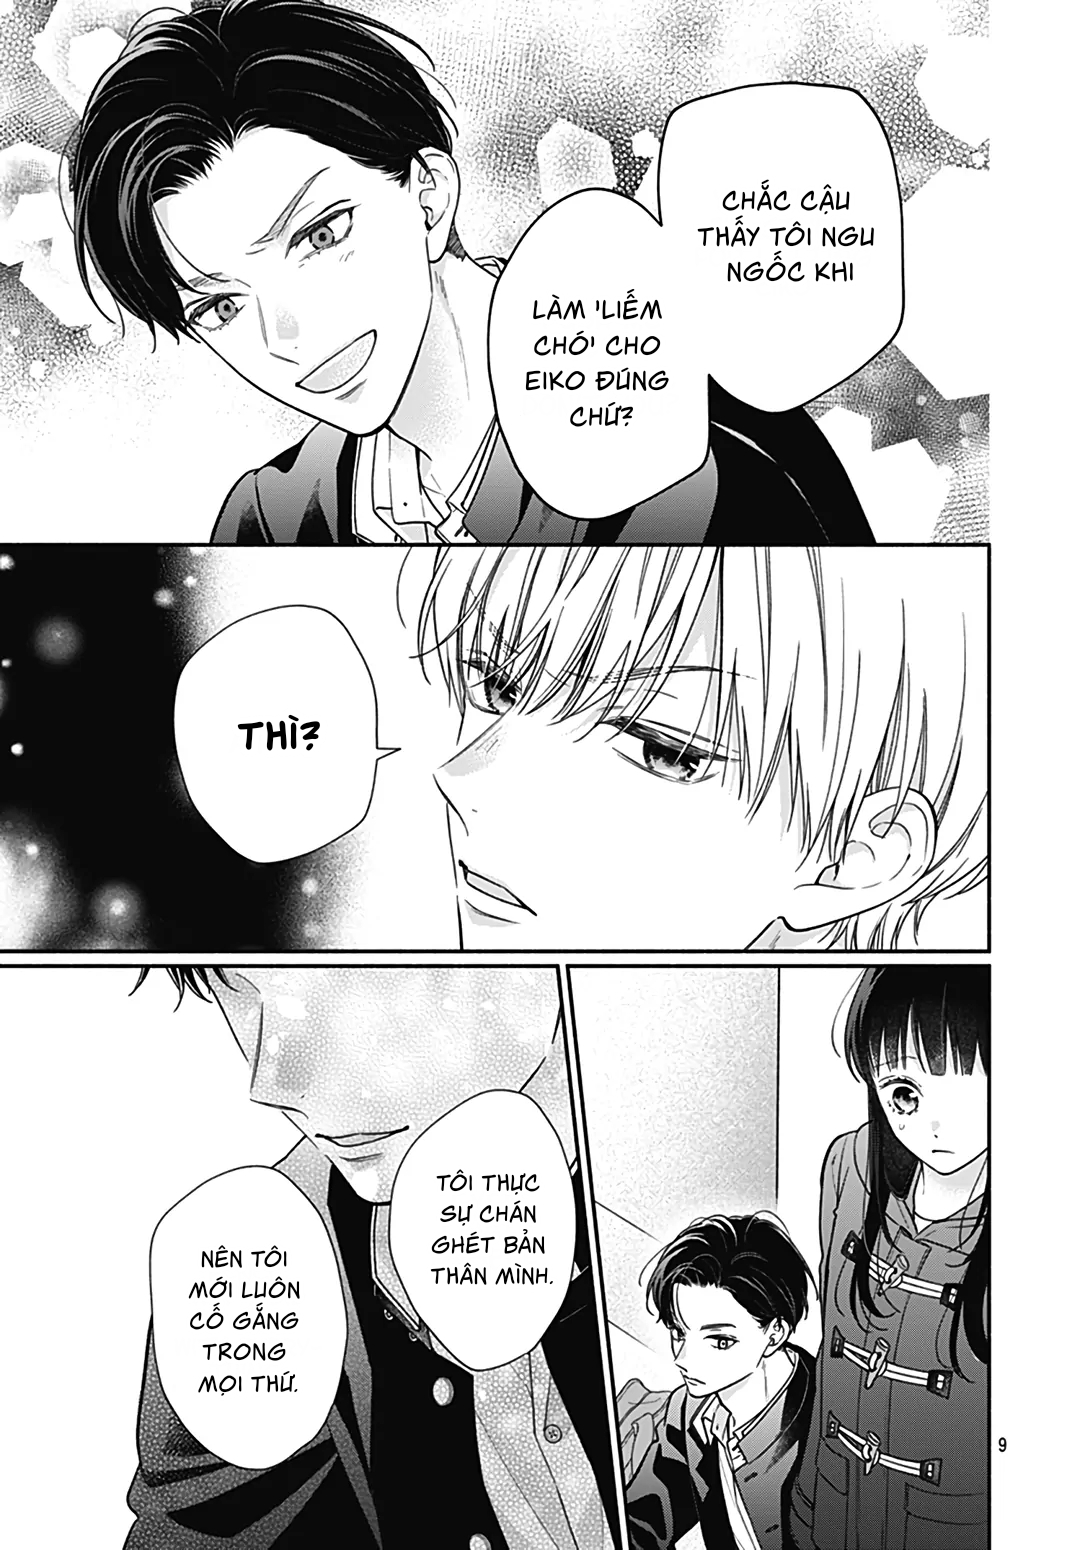 CHẮC CẬU
THẤY TÔI NGU
NGỐC KHI
LÀM 'LIẾM
CHÓ' CHO
EIKO ĐÚNG
CHỨ?
THÌ?
TÔI THỰC
SỰ CHÁN
GHÉT BẢN
THÂN MÌNH.
NÊN TÔI
MỚI LUÔN
CỐ GẮNG
TRONG
MỌI THỨ.
9